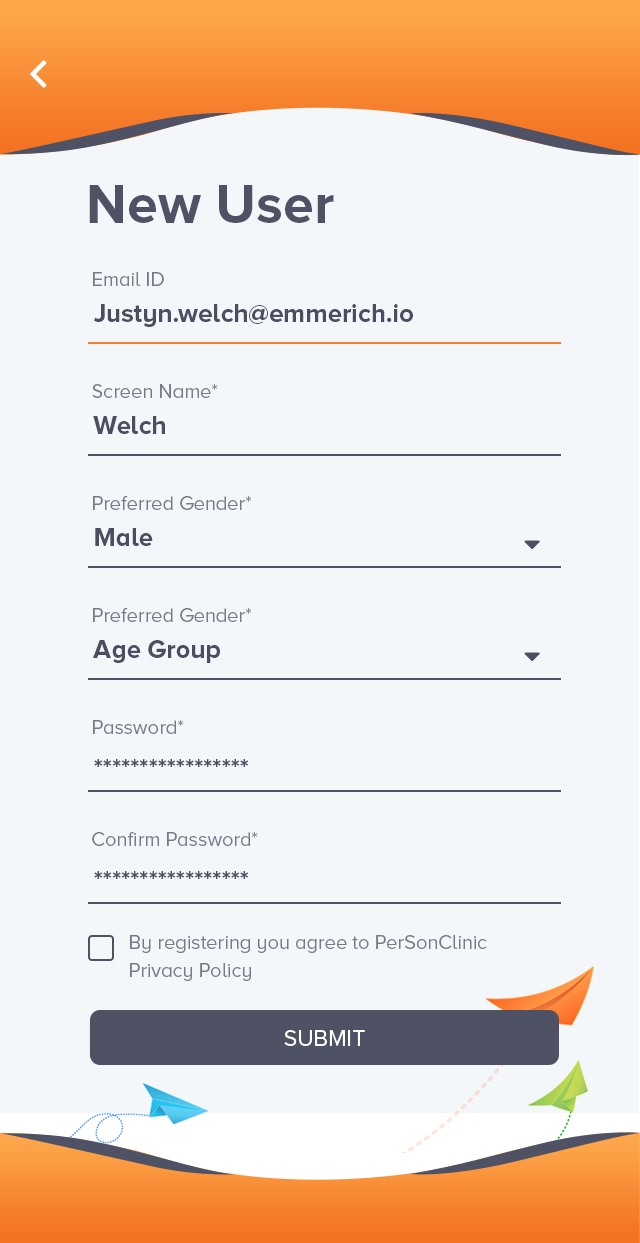 New User
Email ID
Justyn.welch@emmerich.io
Screen Name*
Welch
Preferred Gender*
Male
Preferred Gender*
Age Group
Password*
*****************
Confirm Password*
*****************
By registering you agree to PerSonClinic
Privacy Policy
SUBMIT